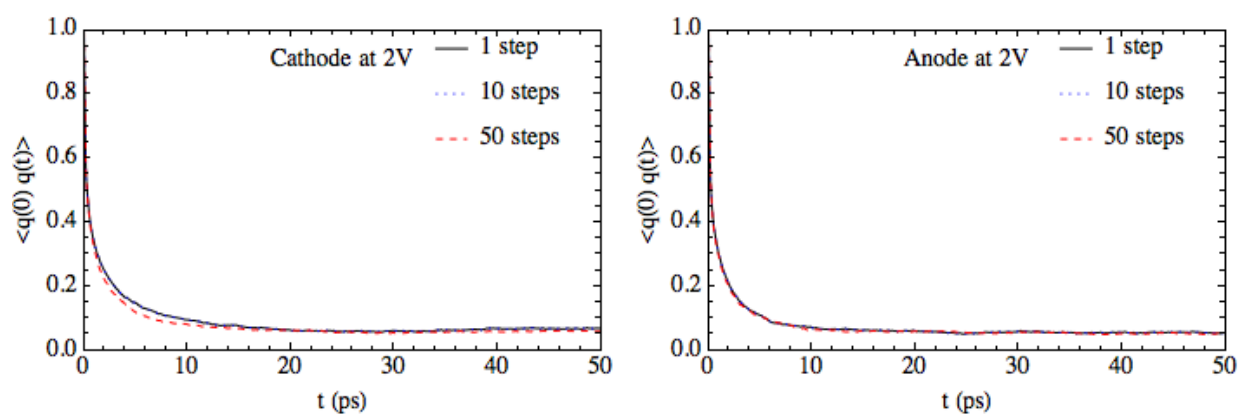 Cathode at 2V
1 step
10 steps
50 steps
<q(0) q(t)>
1.0
0.8
0.6
0.4
0.2
0.0
0 10 20 30 40 50
t (ps)
Anode at 2V
1 step
10 steps
50 steps
<q(0) q(t)>
1.0
0.8
0.6
0.4
0.2
0.0
0 10 20 30 40 50
t (ps)